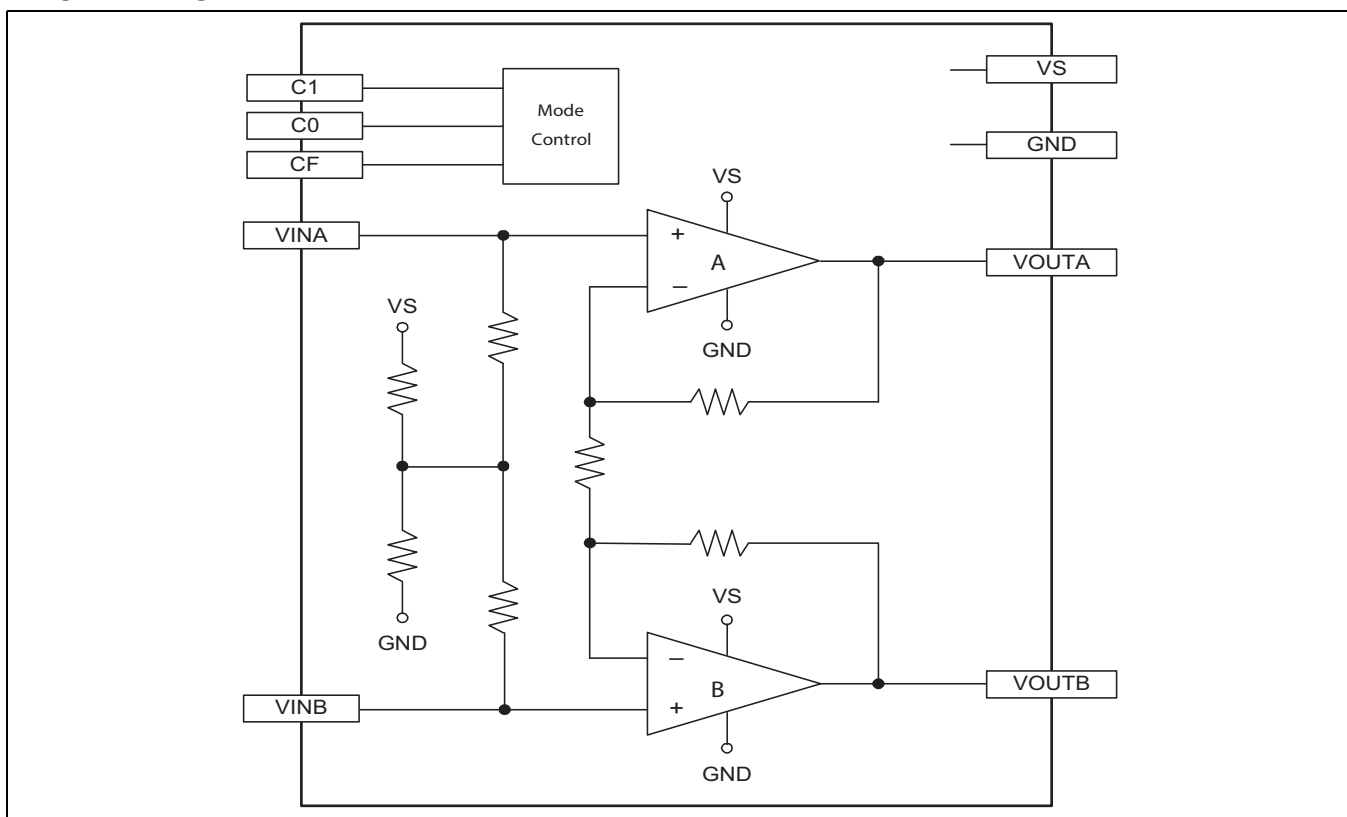 C1
C0
CF
Mode
Control
VS
GND
VINA
VS
+
A
−
GND
VOUTA
VS
GND
VS
−
B
+
GND
VINB
VOUTB